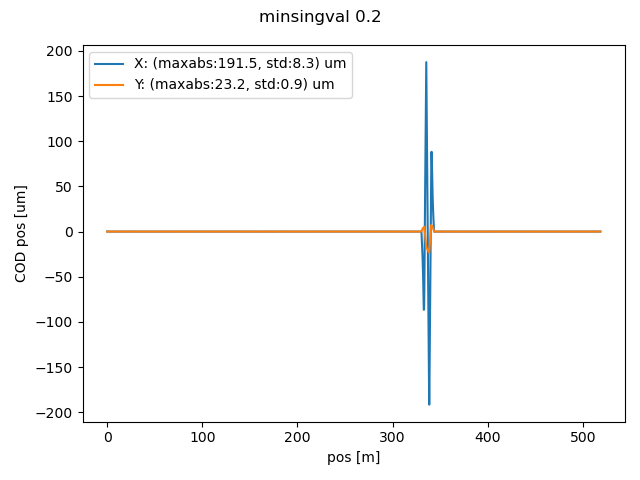 minsingval 0.2
X: (maxabs:191.5, std:8.3) um
Y: (maxabs:23.2, std:0.9) um
COD pos [um]
200
150
100
50
0
−50
−100
−150
−200
0 100 200 300 400 500
pos [m]